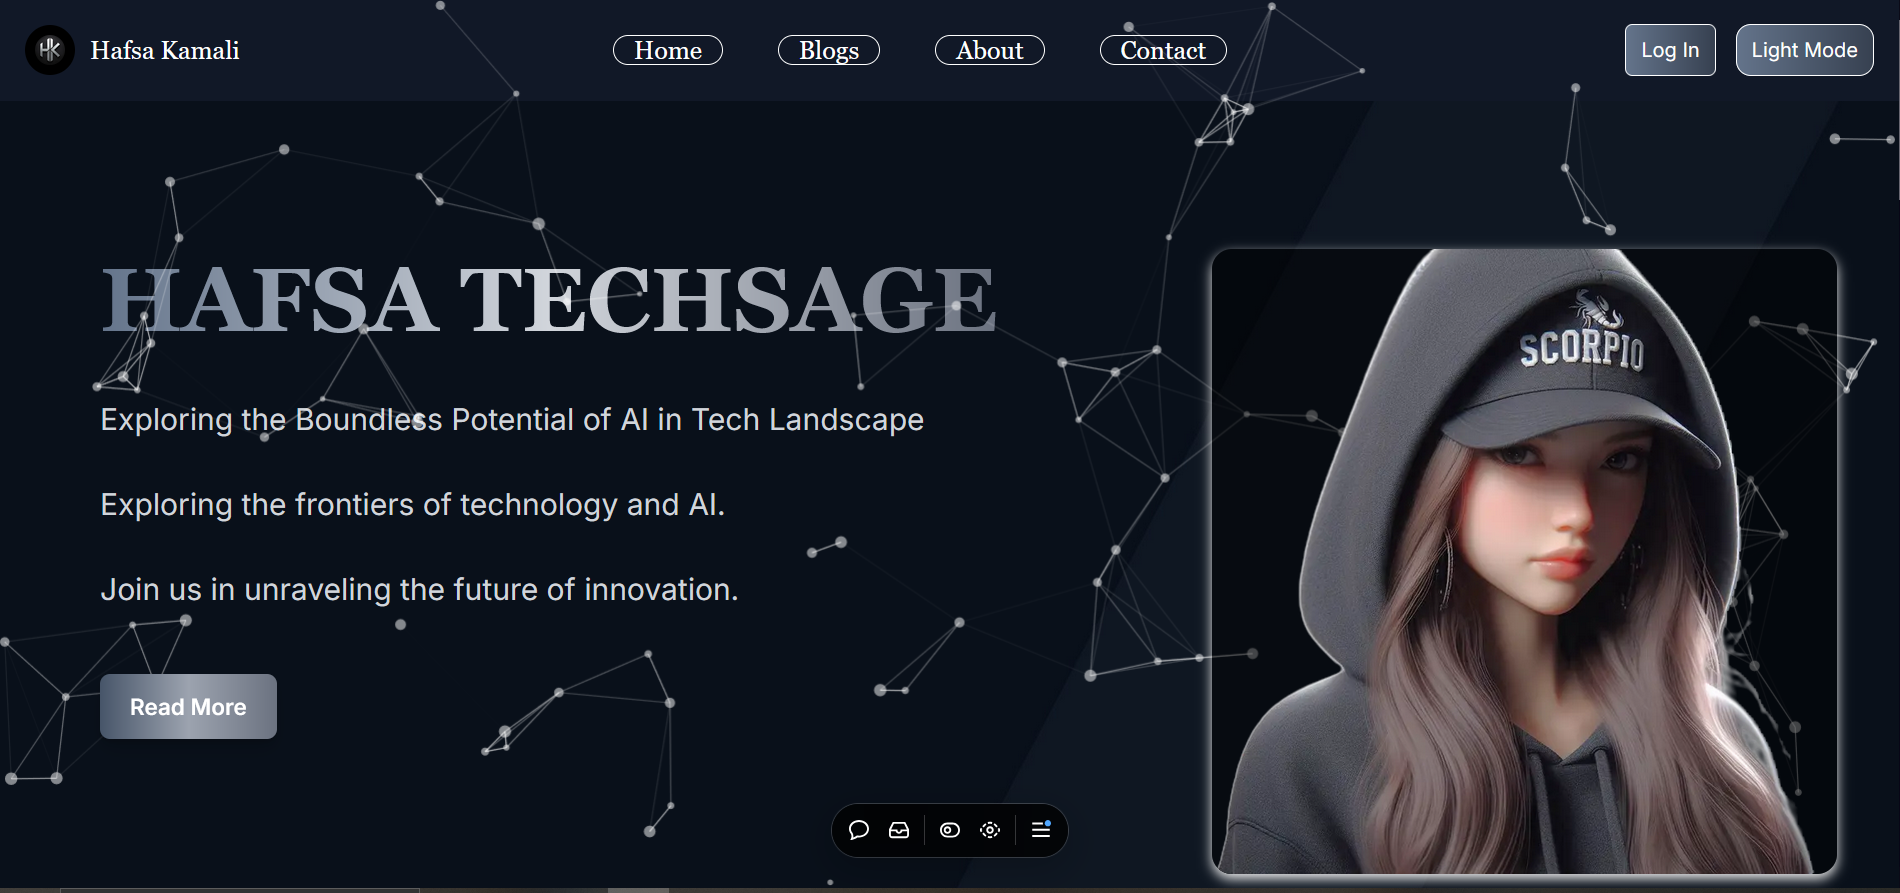 HK
Hafsa Kamali
Home
Blogs
About
Contact
Log In
Light Mode
HAFSA TECHSAGE
Exploring the Boundless Potential of AI in Tech Landscape
Exploring the frontiers of technology and AI.
Join us in unraveling the future of innovation.
Read More
SCORPIO